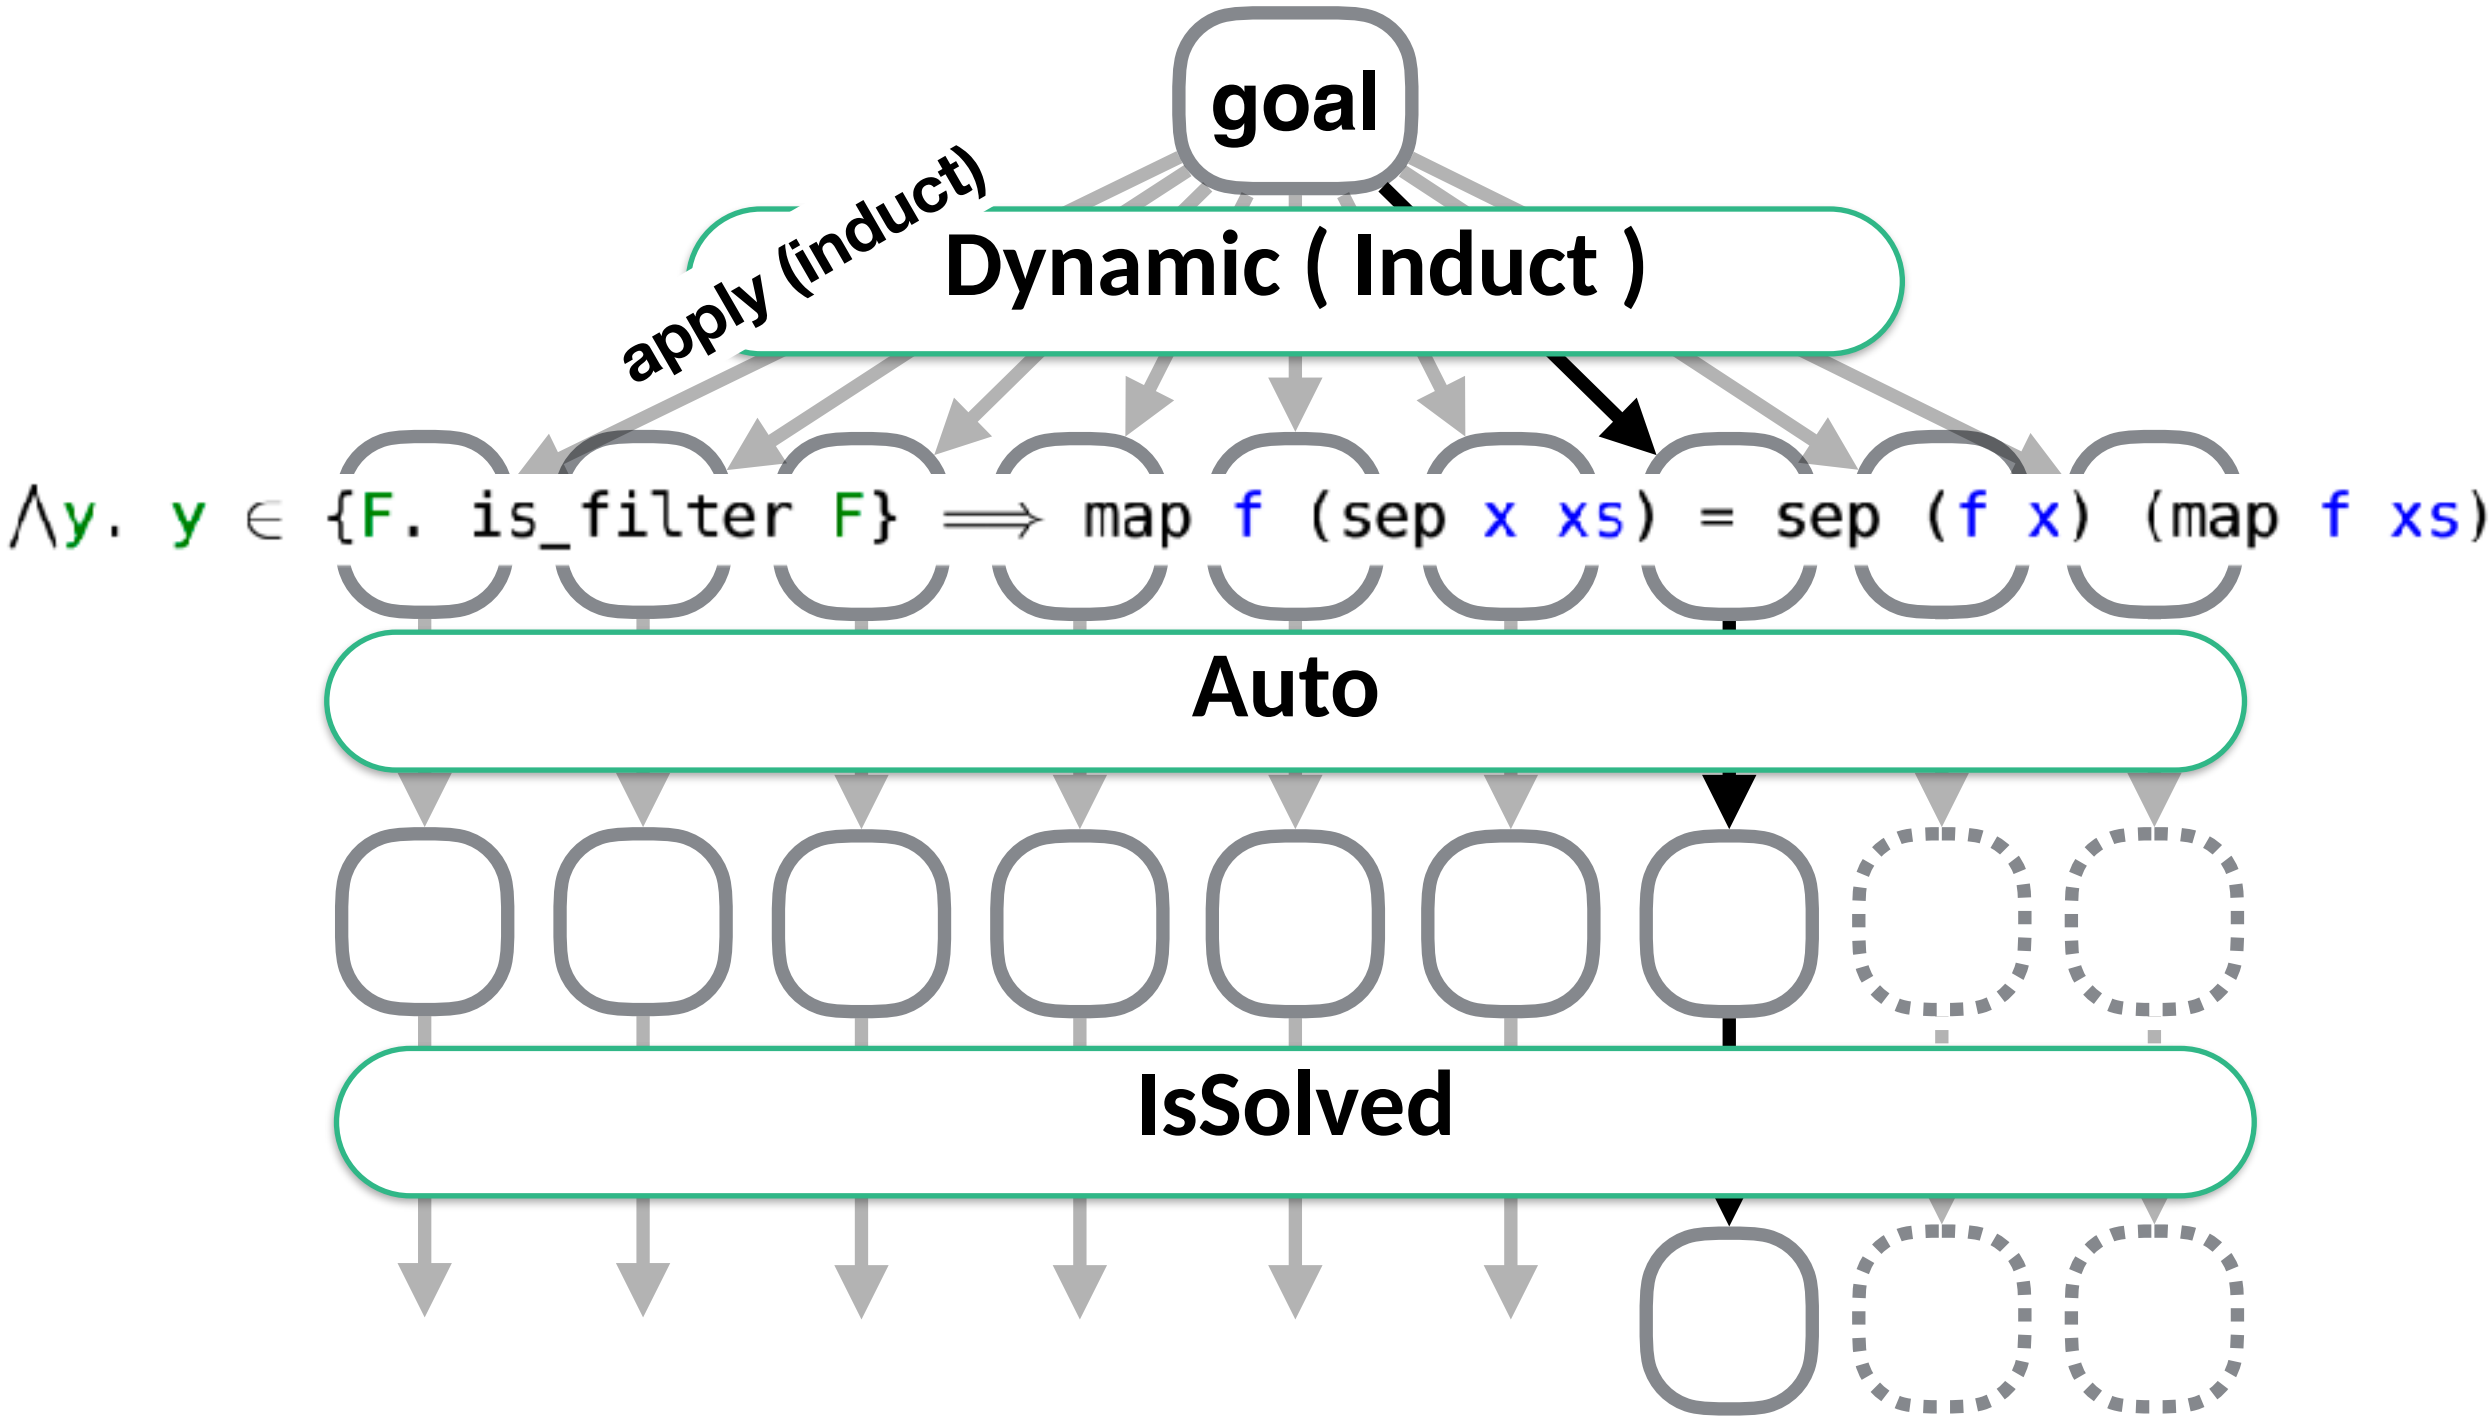 goal
apply (induct)
Dynamic ( Induct )
⋀y. y ∈ {F. is_filter F} ⟹ map f (sep x xs) = sep (f x) (map f xs)
Auto
IsSolved